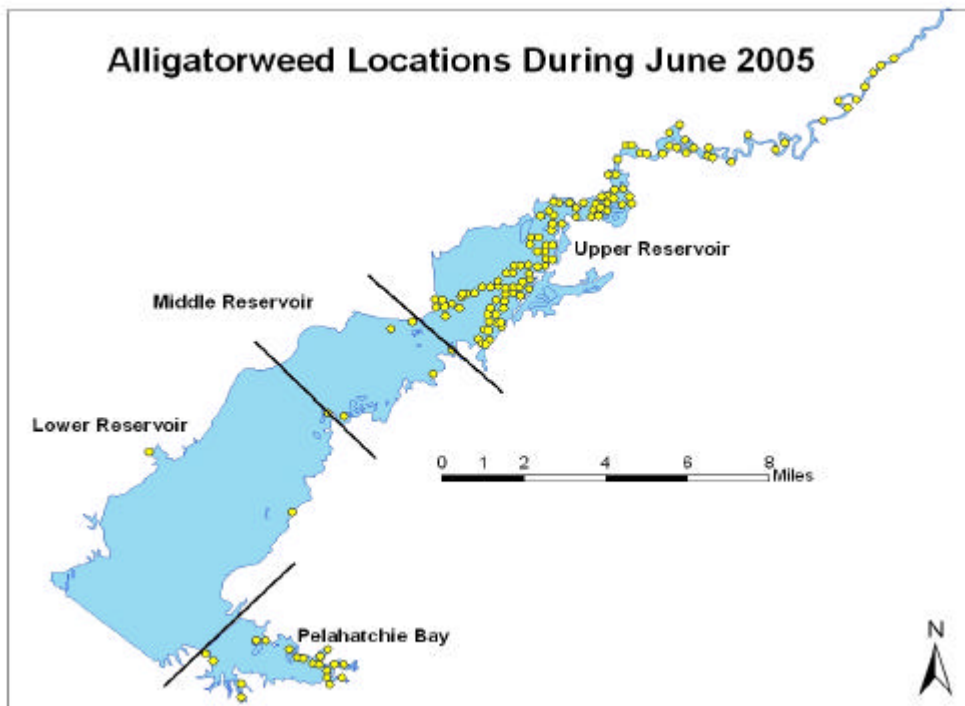 Alligatorweed Locations During June 2005
Upper Reservoir
Middle Reservoir
Lower Reservoir
0 1 2 4 6 8
Miles
Pelahatchie Bay
N